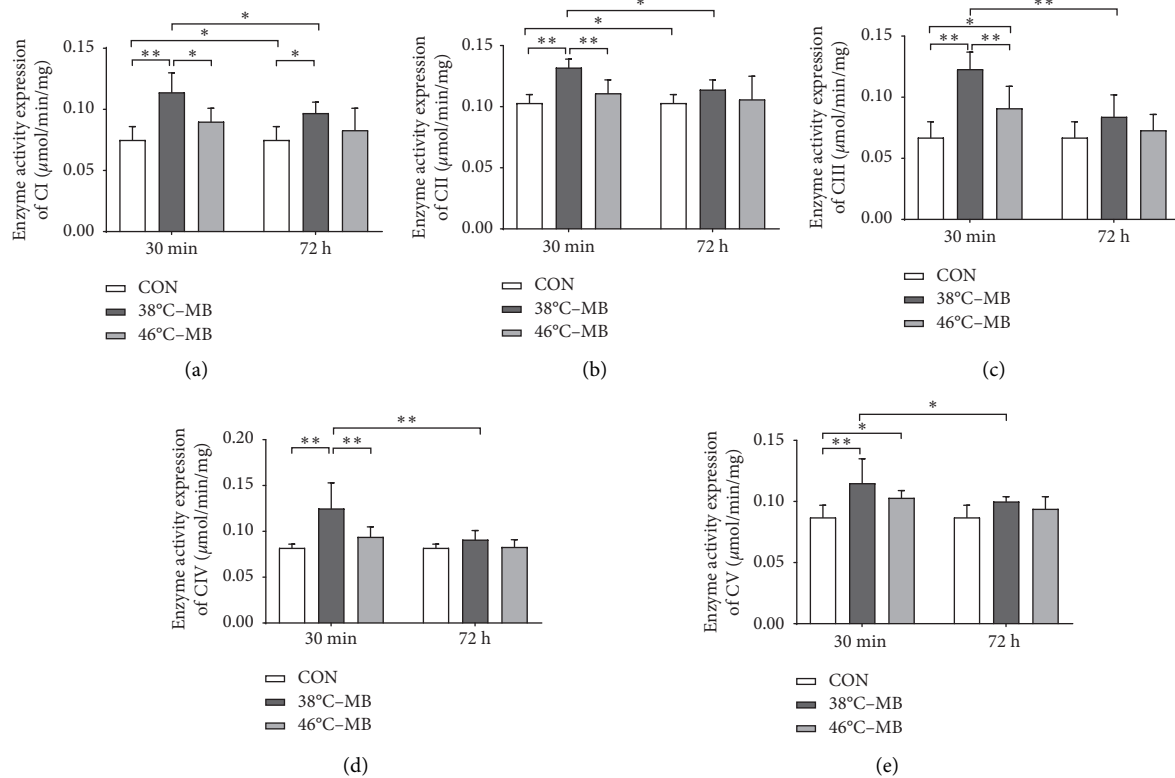 Enzyme activity expression
of CI (μmol/min/mg)
0.15
0.10
0.05
0.00
*
*
**
*
*
30 min
72 h
CON
38°C–MB
46°C–MB
(a)
Enzyme activity expression
of CII (μmol/min/mg)
0.15
0.10
0.05
0.00
*
*
**
**
30 min
72 h
CON
38°C–MB
46°C–MB
(b)
Enzyme activity expression
of CIII (μmol/min/mg)
0.15
0.10
0.05
0.00
**
*
**
**
30 min
72 h
CON
38°C–MB
46°C–MB
(c)
Enzyme activity expression
of CIV (μmol/min/mg)
0.20
0.15
0.10
0.05
0.00
**
**
**
30 min
72 h
CON
38°C–MB
46°C–MB
(d)
Enzyme activity expression
of CV (μmol/min/mg)
0.15
0.10
0.05
0.00
*
*
**
30 min
72 h
CON
38°C–MB
46°C–MB
(e)